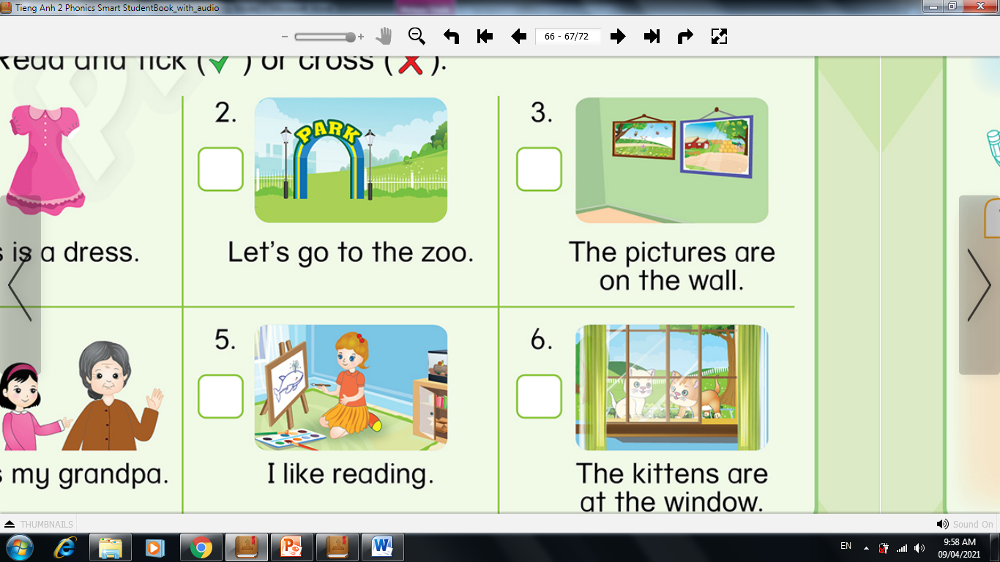 Tieng Anh 2 Phonics Smart StudentBook_with_audio
66 - 67/72
Read and Tick (✓) or cross (✗).
2.
PARK
Let's go to the zoo.
3.
The pictures are
on the wall.
is a dress.
5.
I like reading.
6.
The kittens are
at the window.
my grandpa.
THUMBNAILS
Sound On
EN
9:58 AM
09/04/2021